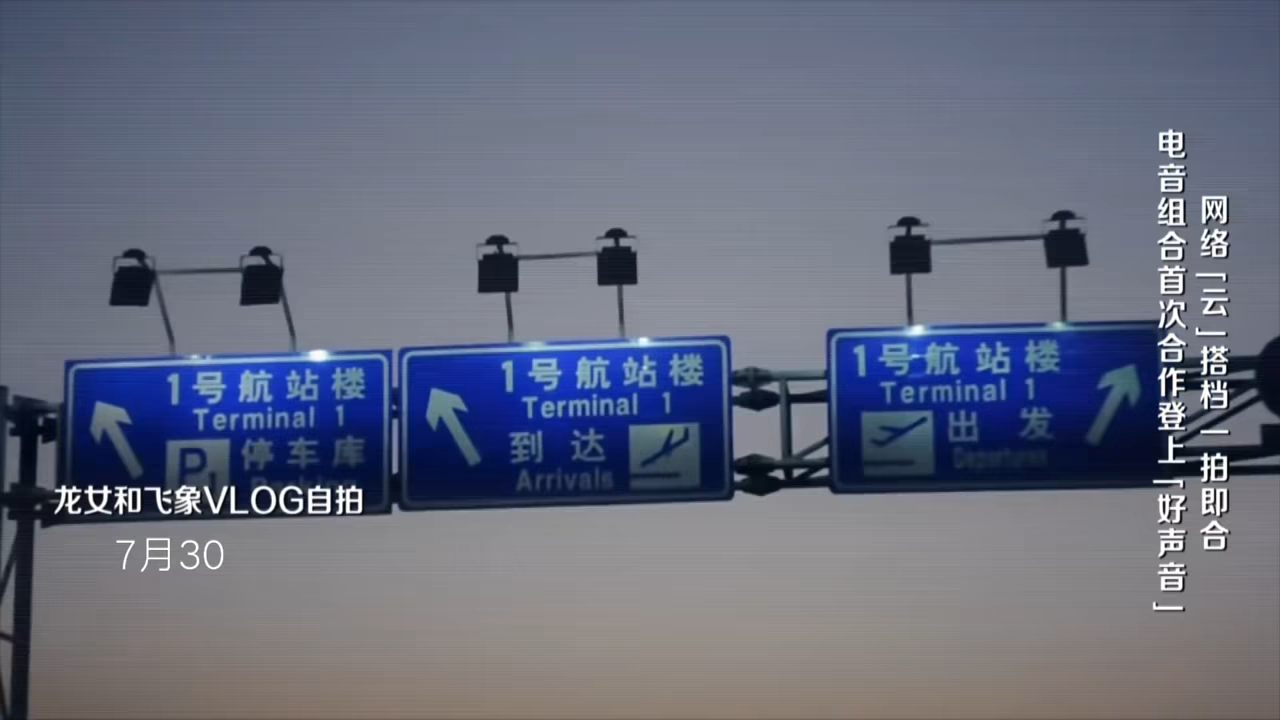 1号航站楼
Terminal 1
P
停车库
Parking
1号航站楼
Terminal 1
到达
Arrivals
1号航站楼
Terminal 1
出发
Departures
网络「云」搭档一拍即合
电音组合首次合作登上「好声音」
龙女和飞象VLOG自拍
7月30